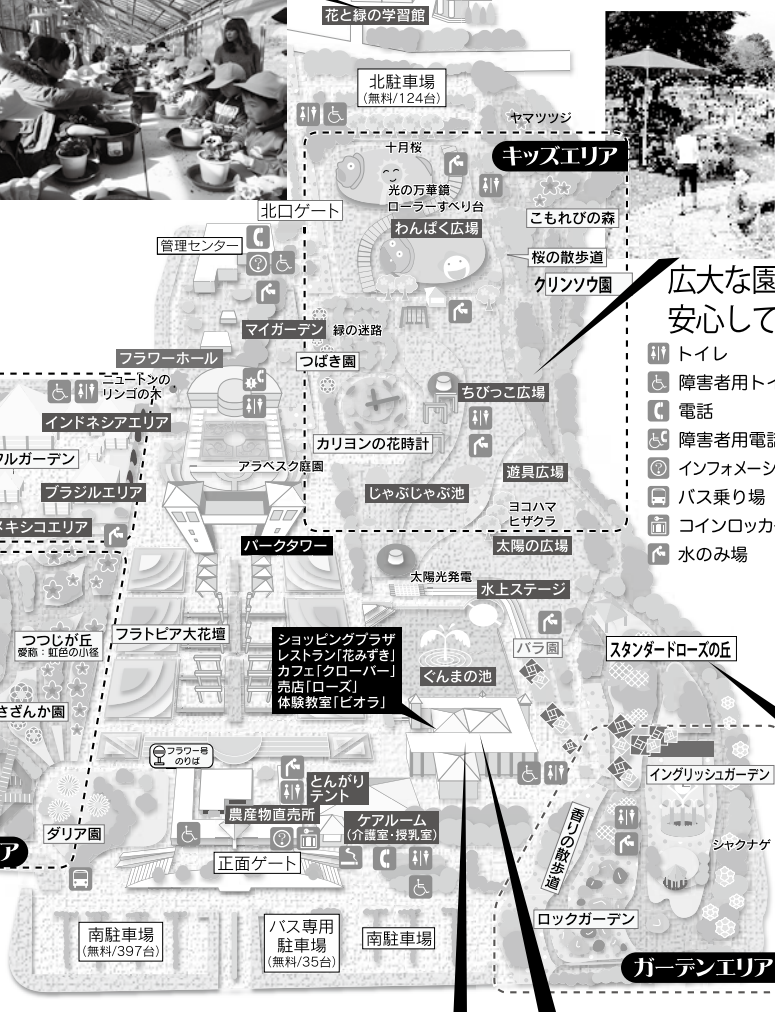 花と緑の学習館
北駐車場
(無料/124台)
ヤマツツジ
十月桜
キッズエリア
光の万華鏡
ローラーすべり台
北口ゲート
こもれびの森
わんぱく広場
管理センター
桜の散歩道
クリンソウ園
広大な園
安心して
マイガーデン
緑の迷路
トイレ
フラワーホール
つばき園
障害者用トイ
ニュートンの
リンゴの木
ちびっこ広場
電話
インドネシアエリア
カリヨンの花時計
障害者用電話
フルガーデン
アラベスク庭園
遊具広場
インフォメーシ
ブラジルエリア
じゃぶじゃぶ池
バス乗り場
メキシコエリア
ヨコハマ
ヒザクラ
コインロッカ
パークタワー
太陽の広場
水のみ場
太陽光発電
水上ステージ
つつじが丘
愛称:虹色の小径
フラトピア大花壇
ショッピングプラザ
レストラン「花みずき」
カフェ「クローバー」
売店「ローズ」
体験教室「ビオラ」
バラ園
スタンダードローズの丘
ぐんまの池
さざんか園
フラワー号
のりば
とんがり
テント
イングリッシュガーデン
農産物直売所
ケアルーム
(介護室・授乳室)
ダリア園
香りの散歩道
シャクナゲ
ア
正面ゲート
ロックガーデン
南駐車場
(無料/397台)
バス専用
駐車場
(無料/35台)
南駐車場
ガーデンエリア